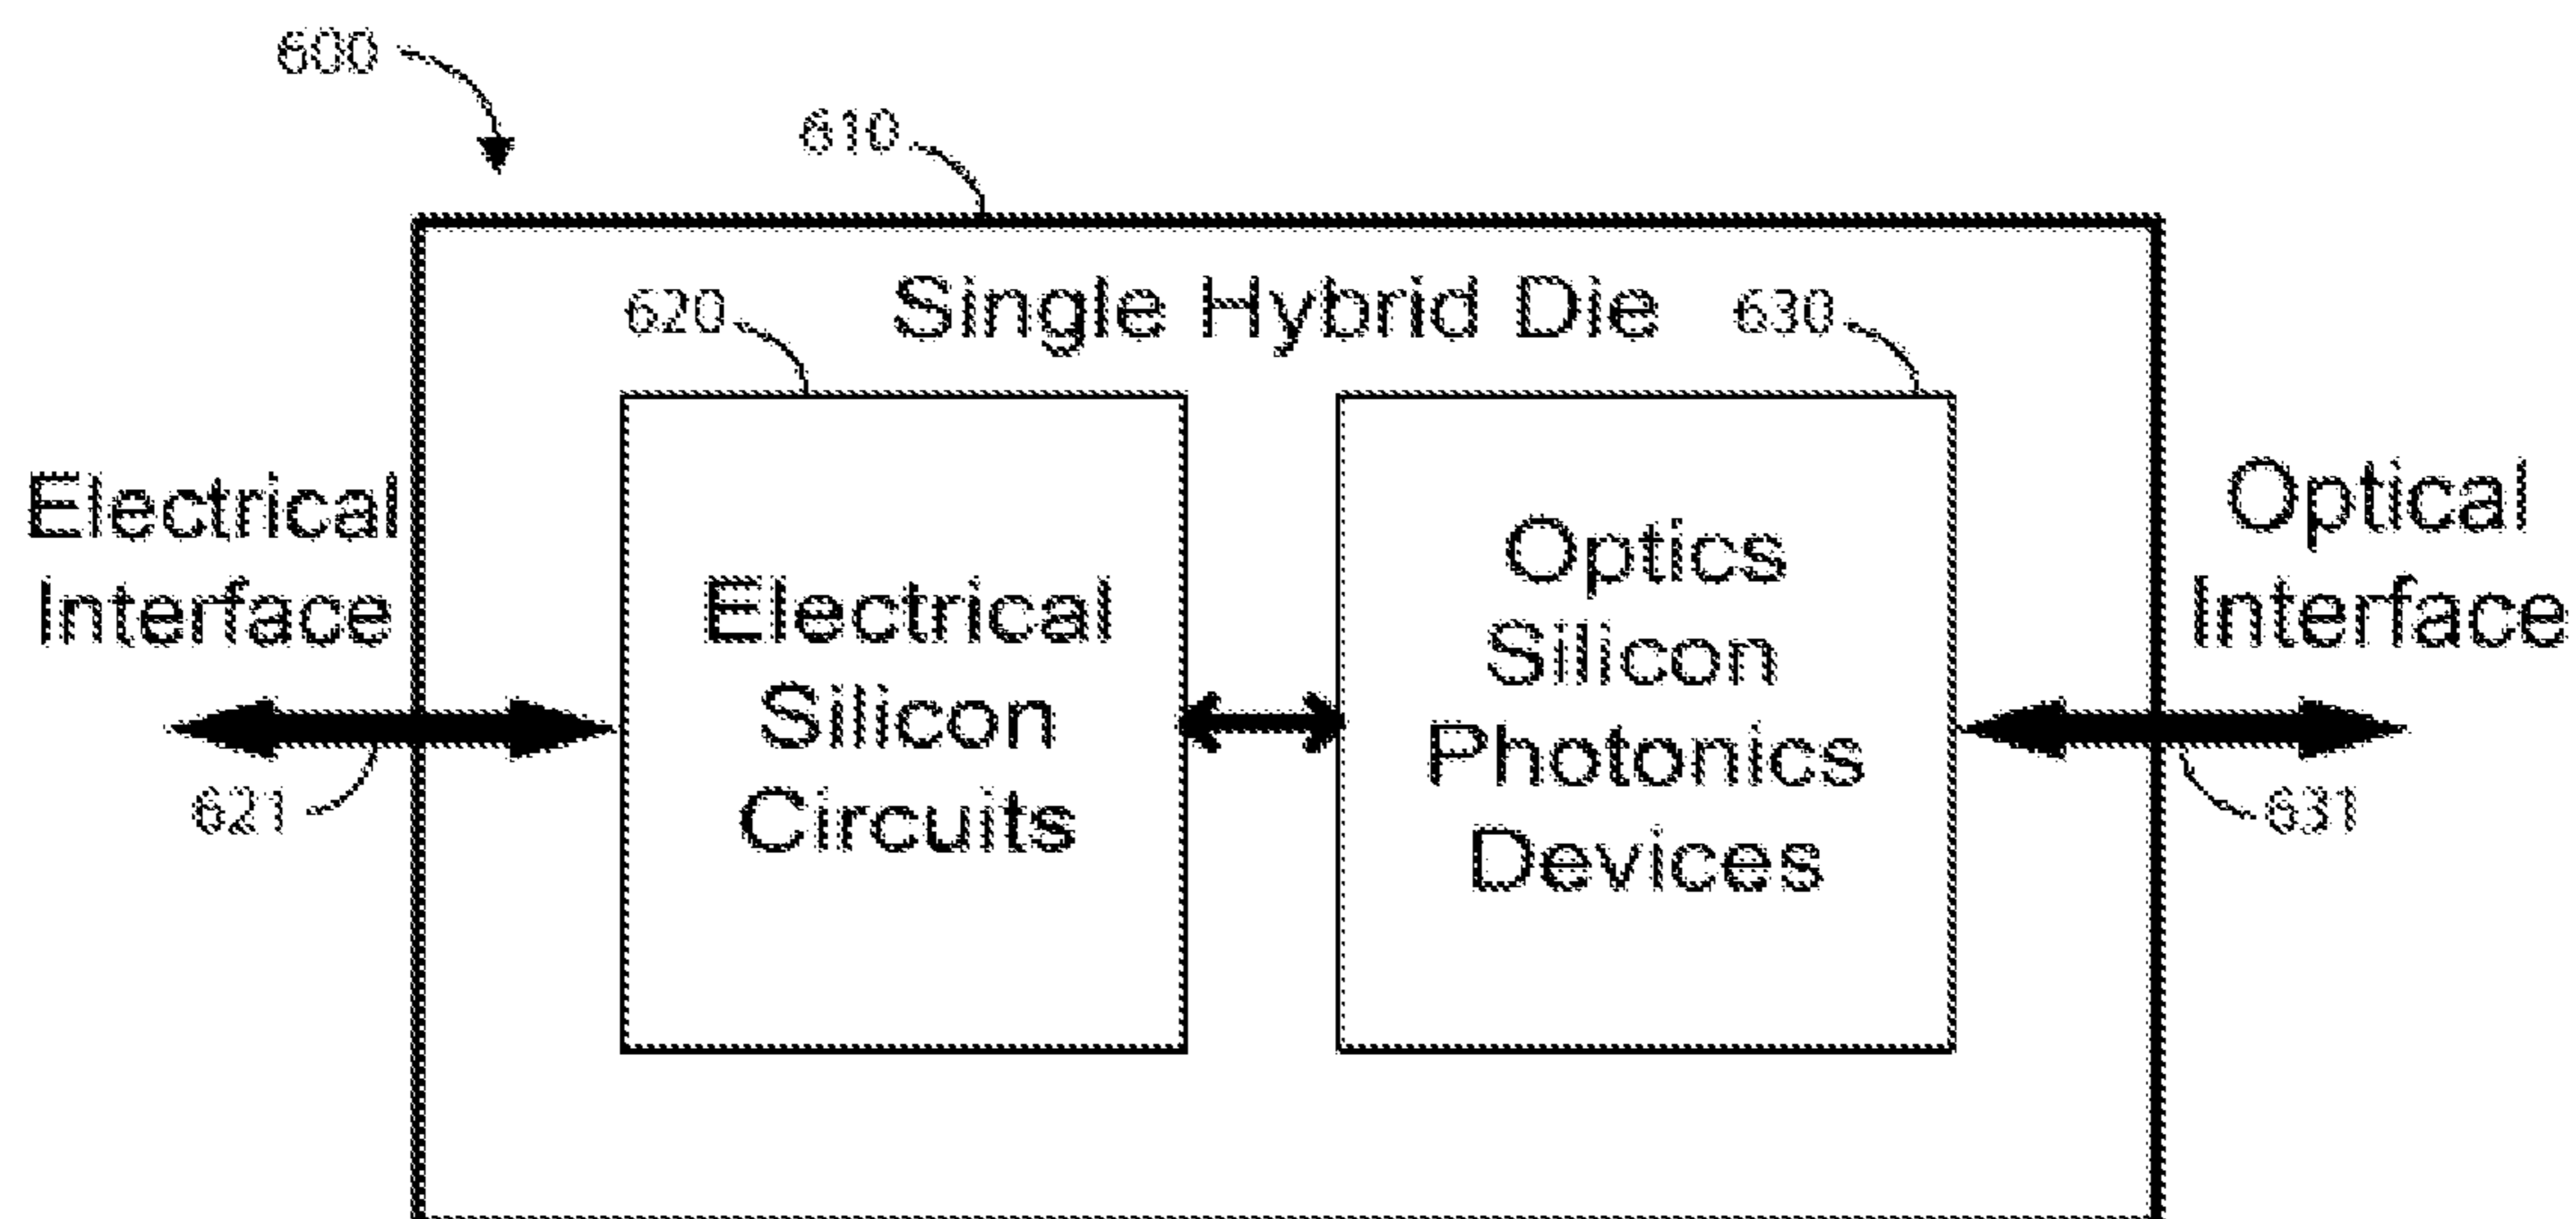 600
610
620 Single Hybrid Die 630
Electrical
Interface
621
Electrical
Silicon
Circuits
Optics
Silicon
Photonics
Devices
Optical
Interface
631